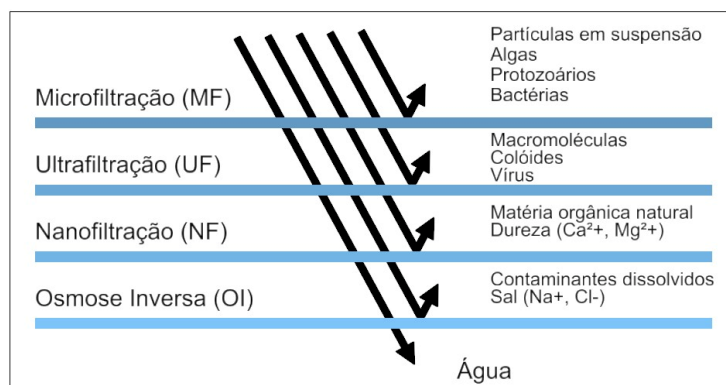 Partículas em suspensão
Algas
Protozoários
Bactérias
Microfiltração (MF)
Macromoléculas
Colóides
Vírus
Ultrafiltração (UF)
Matéria orgânica natural
Dureza (Ca²+, Mg²+)
Nanofiltração (NF)
Contaminantes dissolvidos
Sal (Na+, Cl-)
Osmose Inversa (OI)
Água